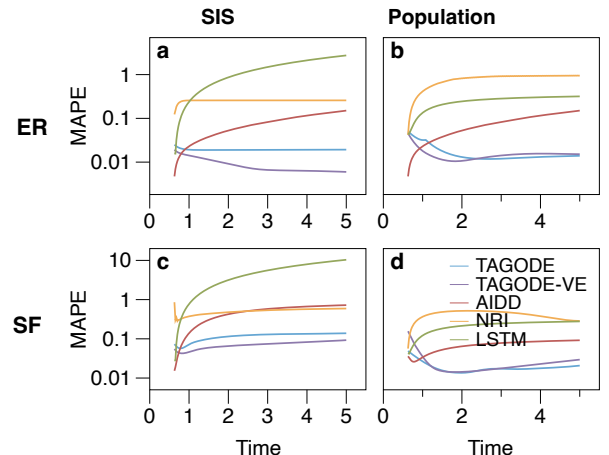 SIS Population
ER
MAPE
a
1
0.1
0.01
0 1 2 3 4 5
b
0 2 4
SF
MAPE
c
10
1
0.1
0.01
0 1 2 3 4 5
Time
d
TAGODE
TAGODE-VE
AIDD
NRI
LSTM
0 2 4
Time